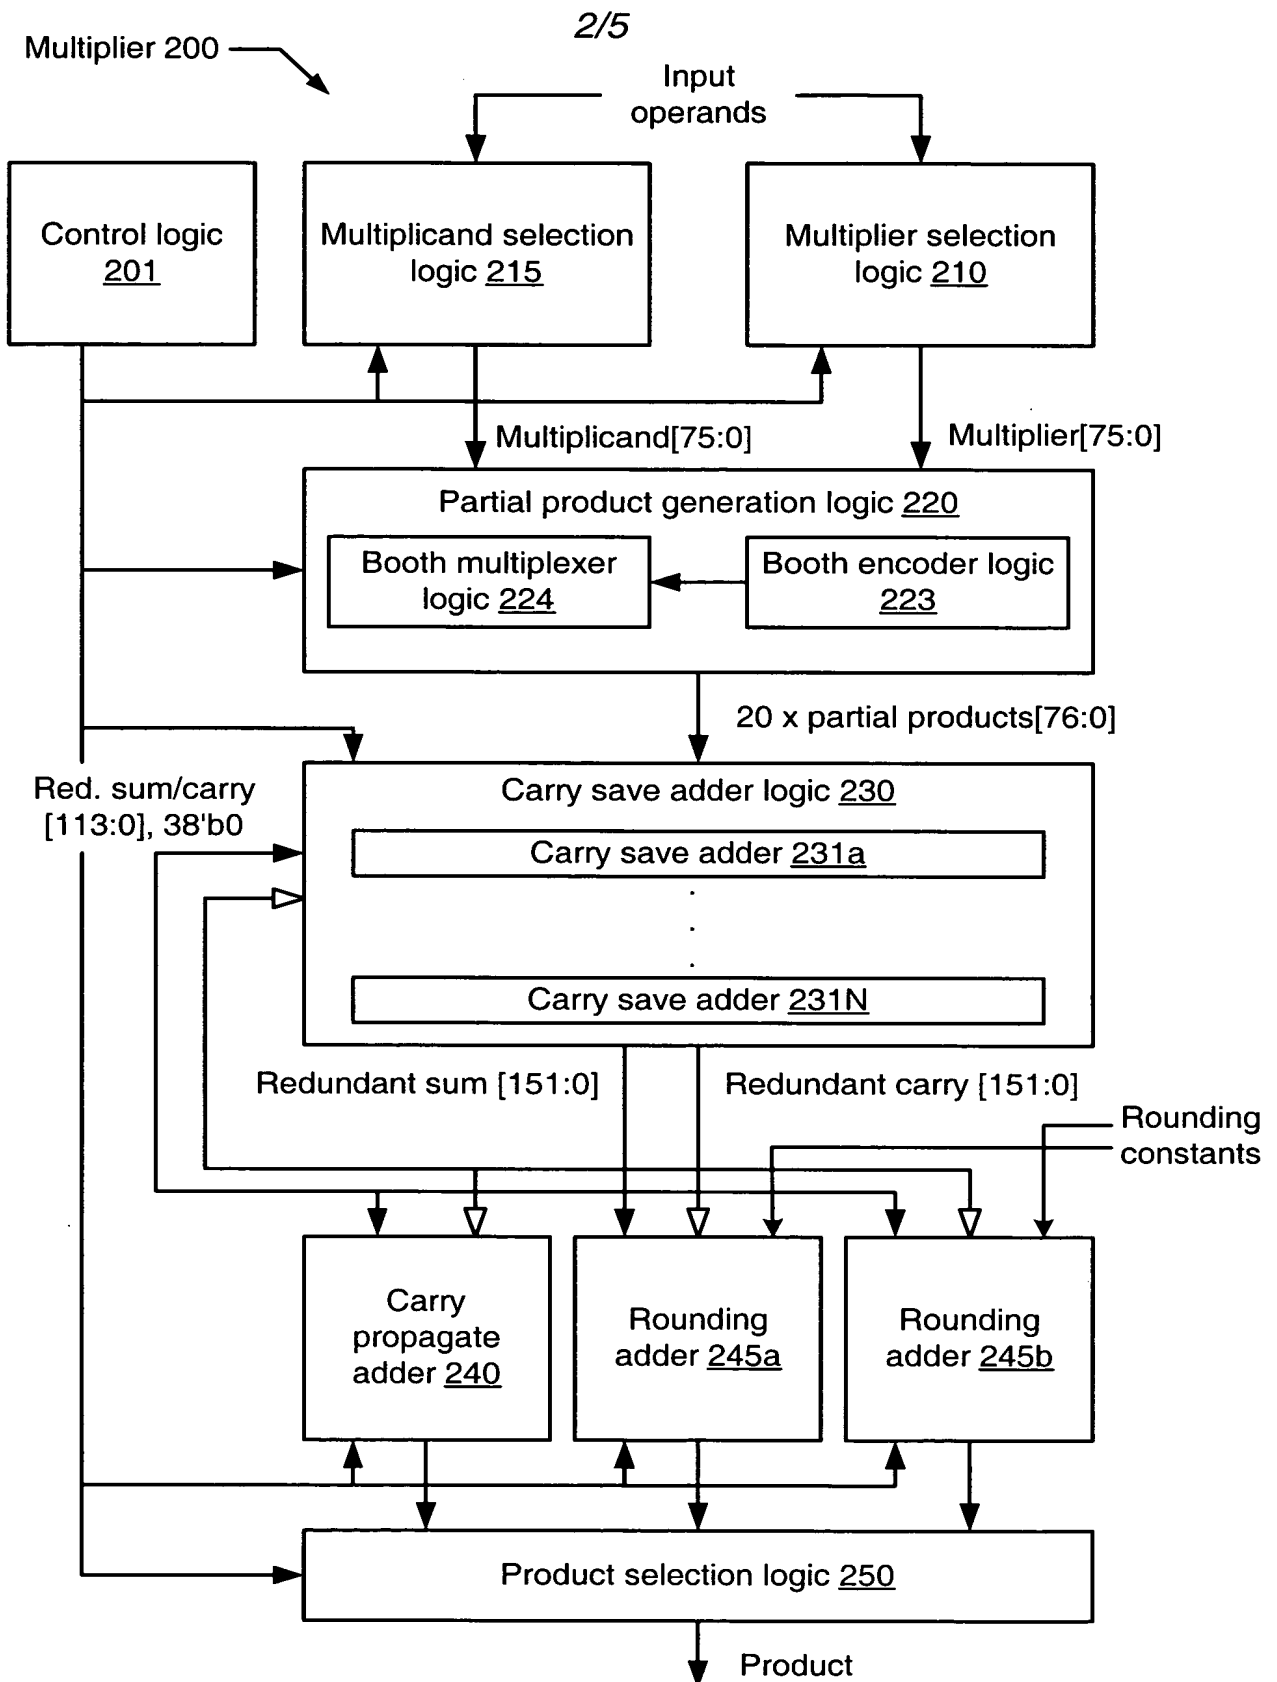 2/5
Multiplier 200
Input
operands
Control logic
201
Multiplicand selection
logic 215
Multiplier selection
logic 210
Multiplicand[75:0]
Multiplier[75:0]
Partial product generation logic 220
Booth multiplexer
logic 224
Booth encoder logic
223
20 x partial products[76:0]
Red. sum/carry
[113:0], 38'b0
Carry save adder logic 230
Carry save adder 231a
Carry save adder 231N
Redundant sum [151:0]
Redundant carry [151:0]
Rounding
constants
Carry
propagate
adder 240
Rounding
adder 245a
Rounding
adder 245b
Product selection logic 250
Product